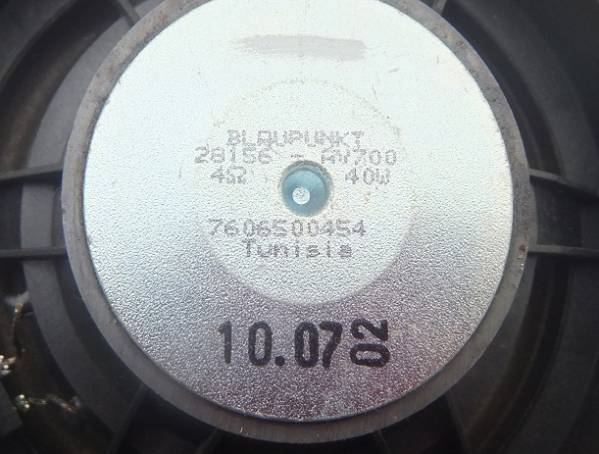 BLAUPUNKT
28156 - AV700
4Ω 40W
7606500454
Tunisia
10.07 02